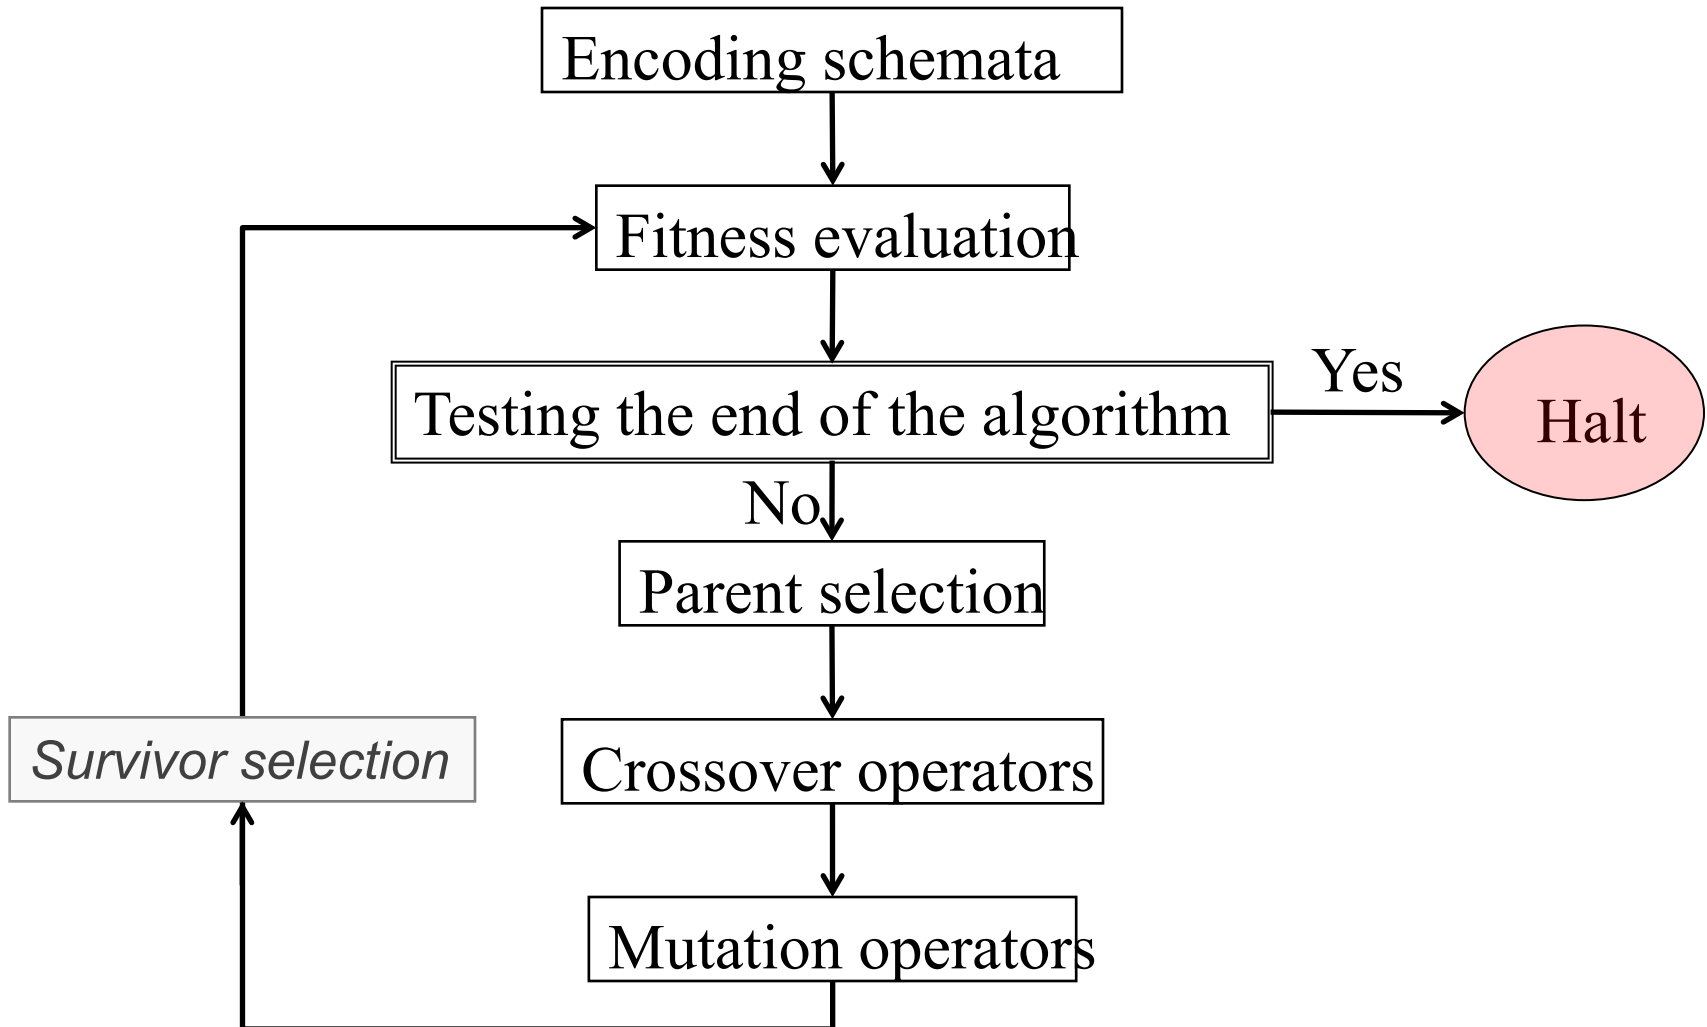 Encoding schemata
Fitness evaluation
Testing the end of the algorithm
Yes
Halt
No
Parent selection
Survivor selection
Crossover operators
Mutation operators